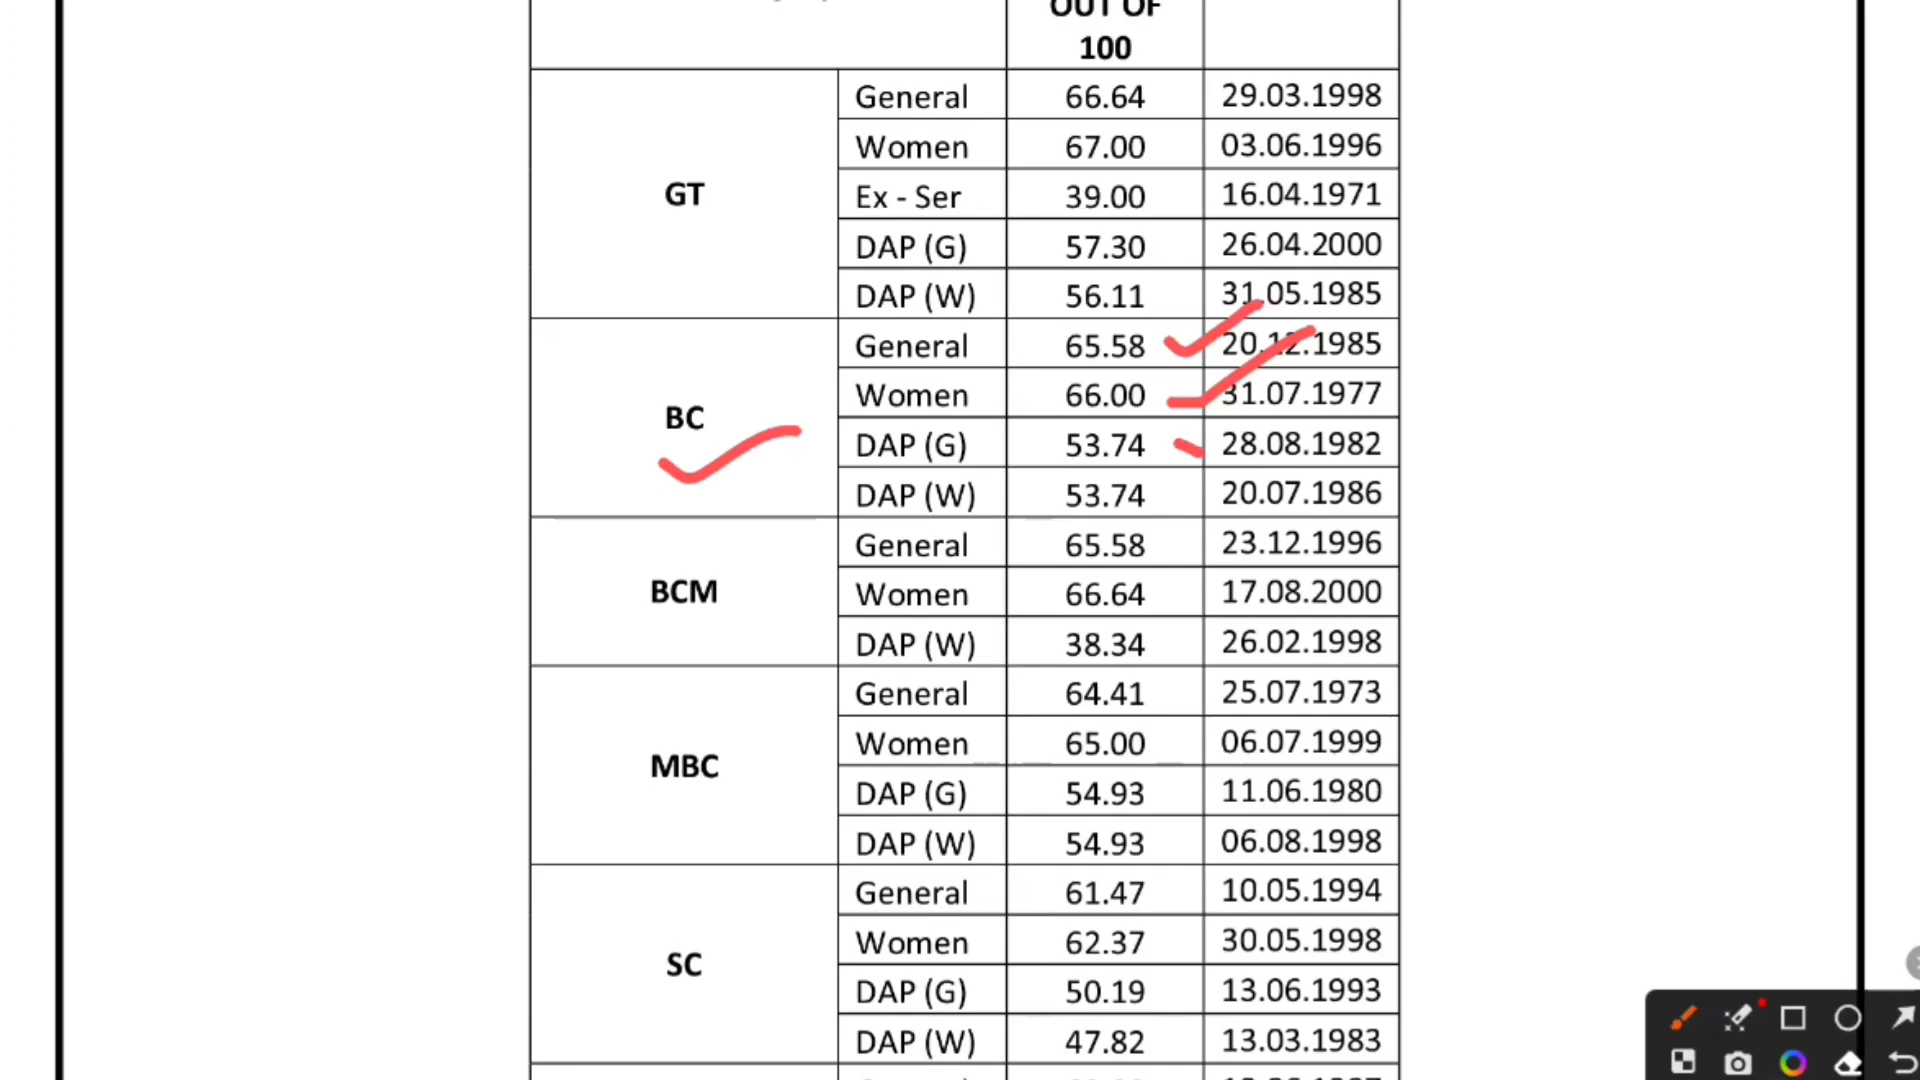 OUT OF
100
GT
General 66.64 29.03.1998
Women 67.00 03.06.1996
Ex - Ser 39.00 16.04.1971
DAP (G) 57.30 26.04.2000
DAP (W) 56.11 31.05.1985
BC
General 65.58 20.12.1985
Women 66.00 31.07.1977
DAP (G) 53.74 28.08.1982
DAP (W) 53.74 20.07.1986
BCM
General 65.58 23.12.1996
Women 66.64 17.08.2000
DAP (W) 38.34 26.02.1998
MBC
General 64.41 25.07.1973
Women 65.00 06.07.1999
DAP (G) 54.93 11.06.1980
DAP (W) 54.93 06.08.1998
SC
General 61.47 10.05.1994
Women 62.37 30.05.1998
DAP (G) 50.19 13.06.1993
DAP (W) 47.82 13.03.1983